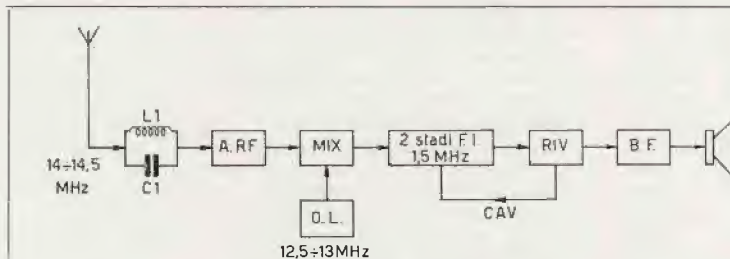 L1
C1
14÷14,5
MHz
A.RF
MIX
O.L.
12,5÷13MHz
2 stadi F.I.
1,5 MHz
RIV
CAV
B.F.